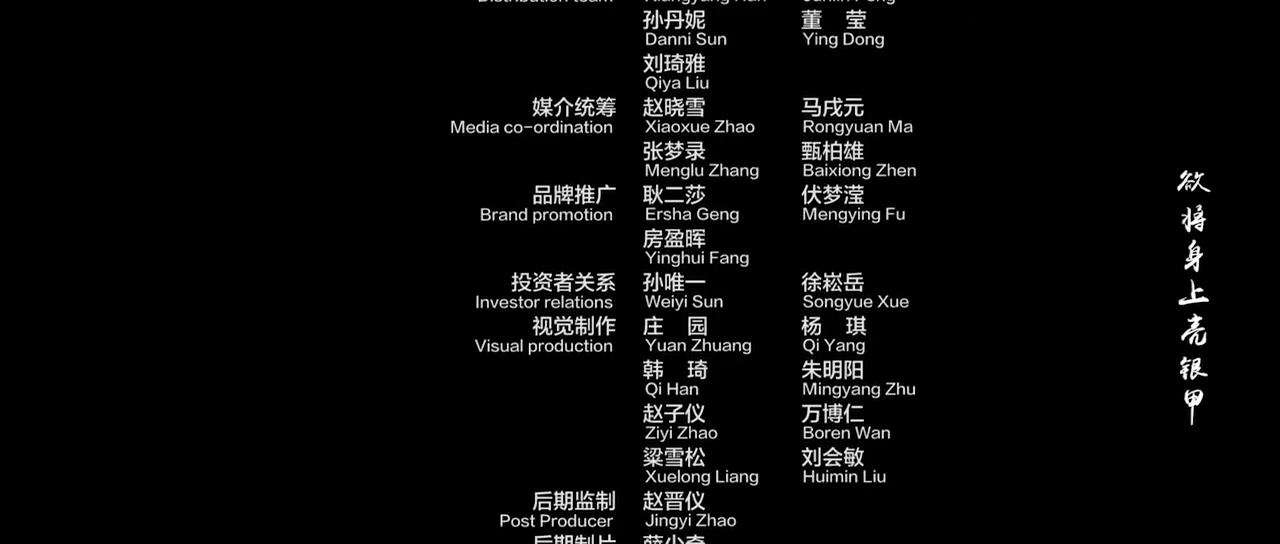 孙丹妮 董 莹
Danni Sun Ying Dong
刘琦雅
Qiya Liu
媒介统筹 赵晓雪 马戌元
Media co-ordination Xiaoxue Zhao Rongyuan Ma
张梦录 甄柏雄
Menglu Zhang Baixiong Zhen
品牌推广 耿二莎 伏梦滢
Brand promotion Ersha Geng Mengying Fu
房盈晖
Yinghui Fang
投资者关系 孙唯一 徐崧岳
Investor relations Weiyi Sun Songyue Xue
视觉制作 庄 园 杨 琪
Visual production Yuan Zhuang Qi Yang
韩 琦 朱明阳
Qi Han Mingyang Zhu
赵子仪 万博仁
Ziyi Zhao Boren Wan
粱雪松 刘会敏
Xuelong Liang Huimin Liu
后期监制 赵晋仪
Post Producer Jingyi Zhao
欲将身上亮银甲